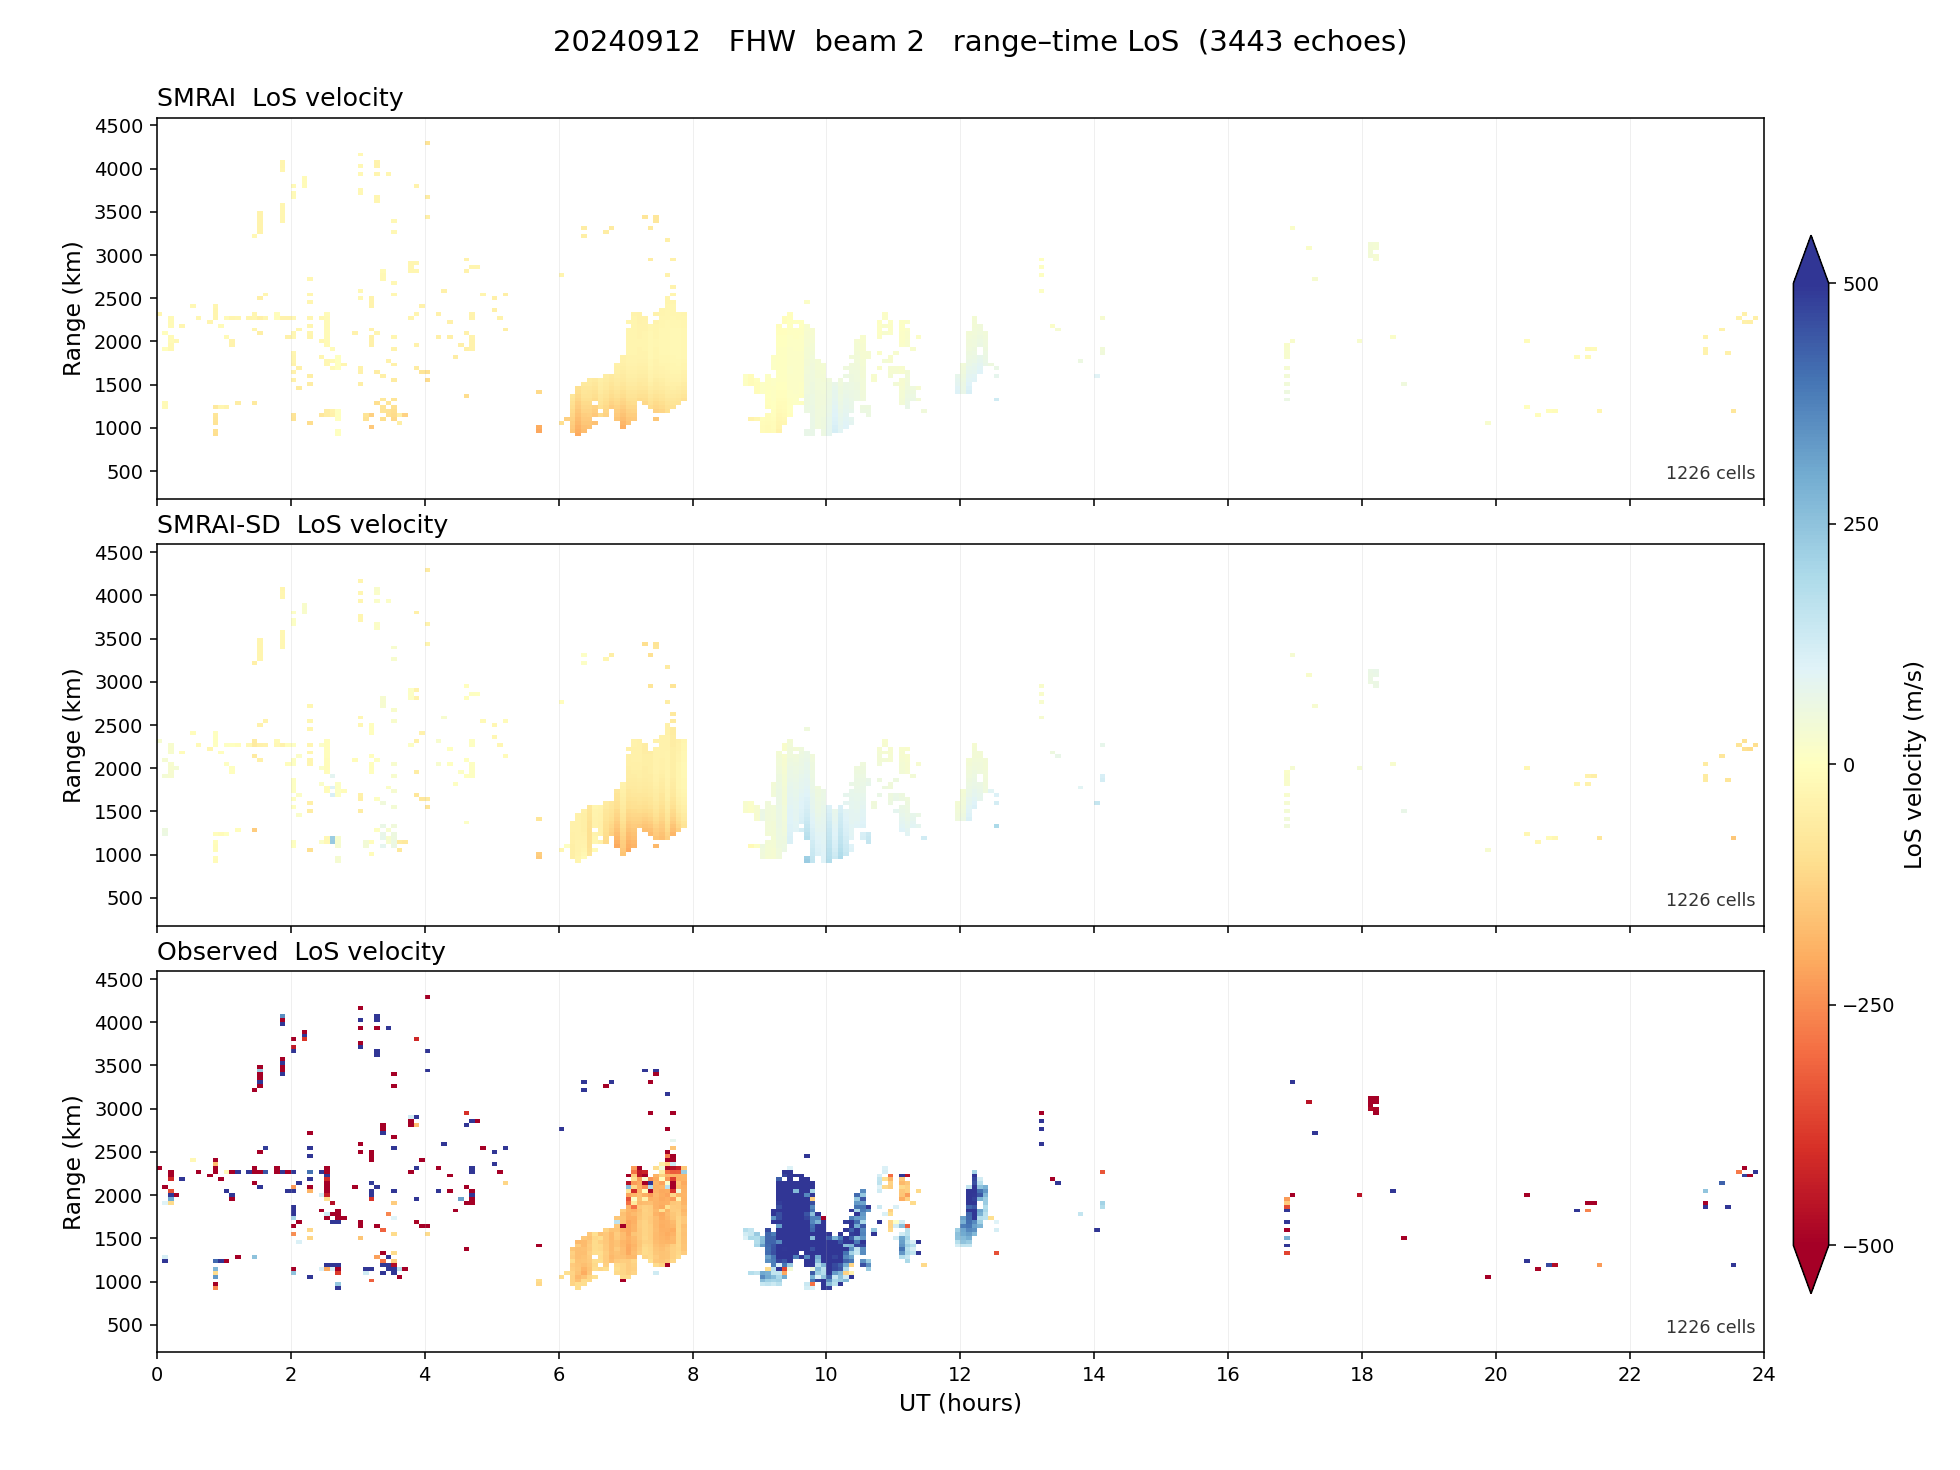 20240912   FHW  beam 2   range–time LoS  (3443 echoes)
SMRAI  LoS velocity
4500
4000
3500
3000
2500
2000
1500
1000
500
Range (km)
1226 cells
SMRAI-SD  LoS velocity
4500
4000
3500
3000
2500
2000
1500
1000
500
Range (km)
1226 cells
Observed  LoS velocity
4500
4000
3500
3000
2500
2000
1500
1000
500
Range (km)
1226 cells
0 2 4 6 8 10 12 14 16 18 20 22 24
UT (hours)
500
250
0
−250
−500
LoS velocity (m/s)